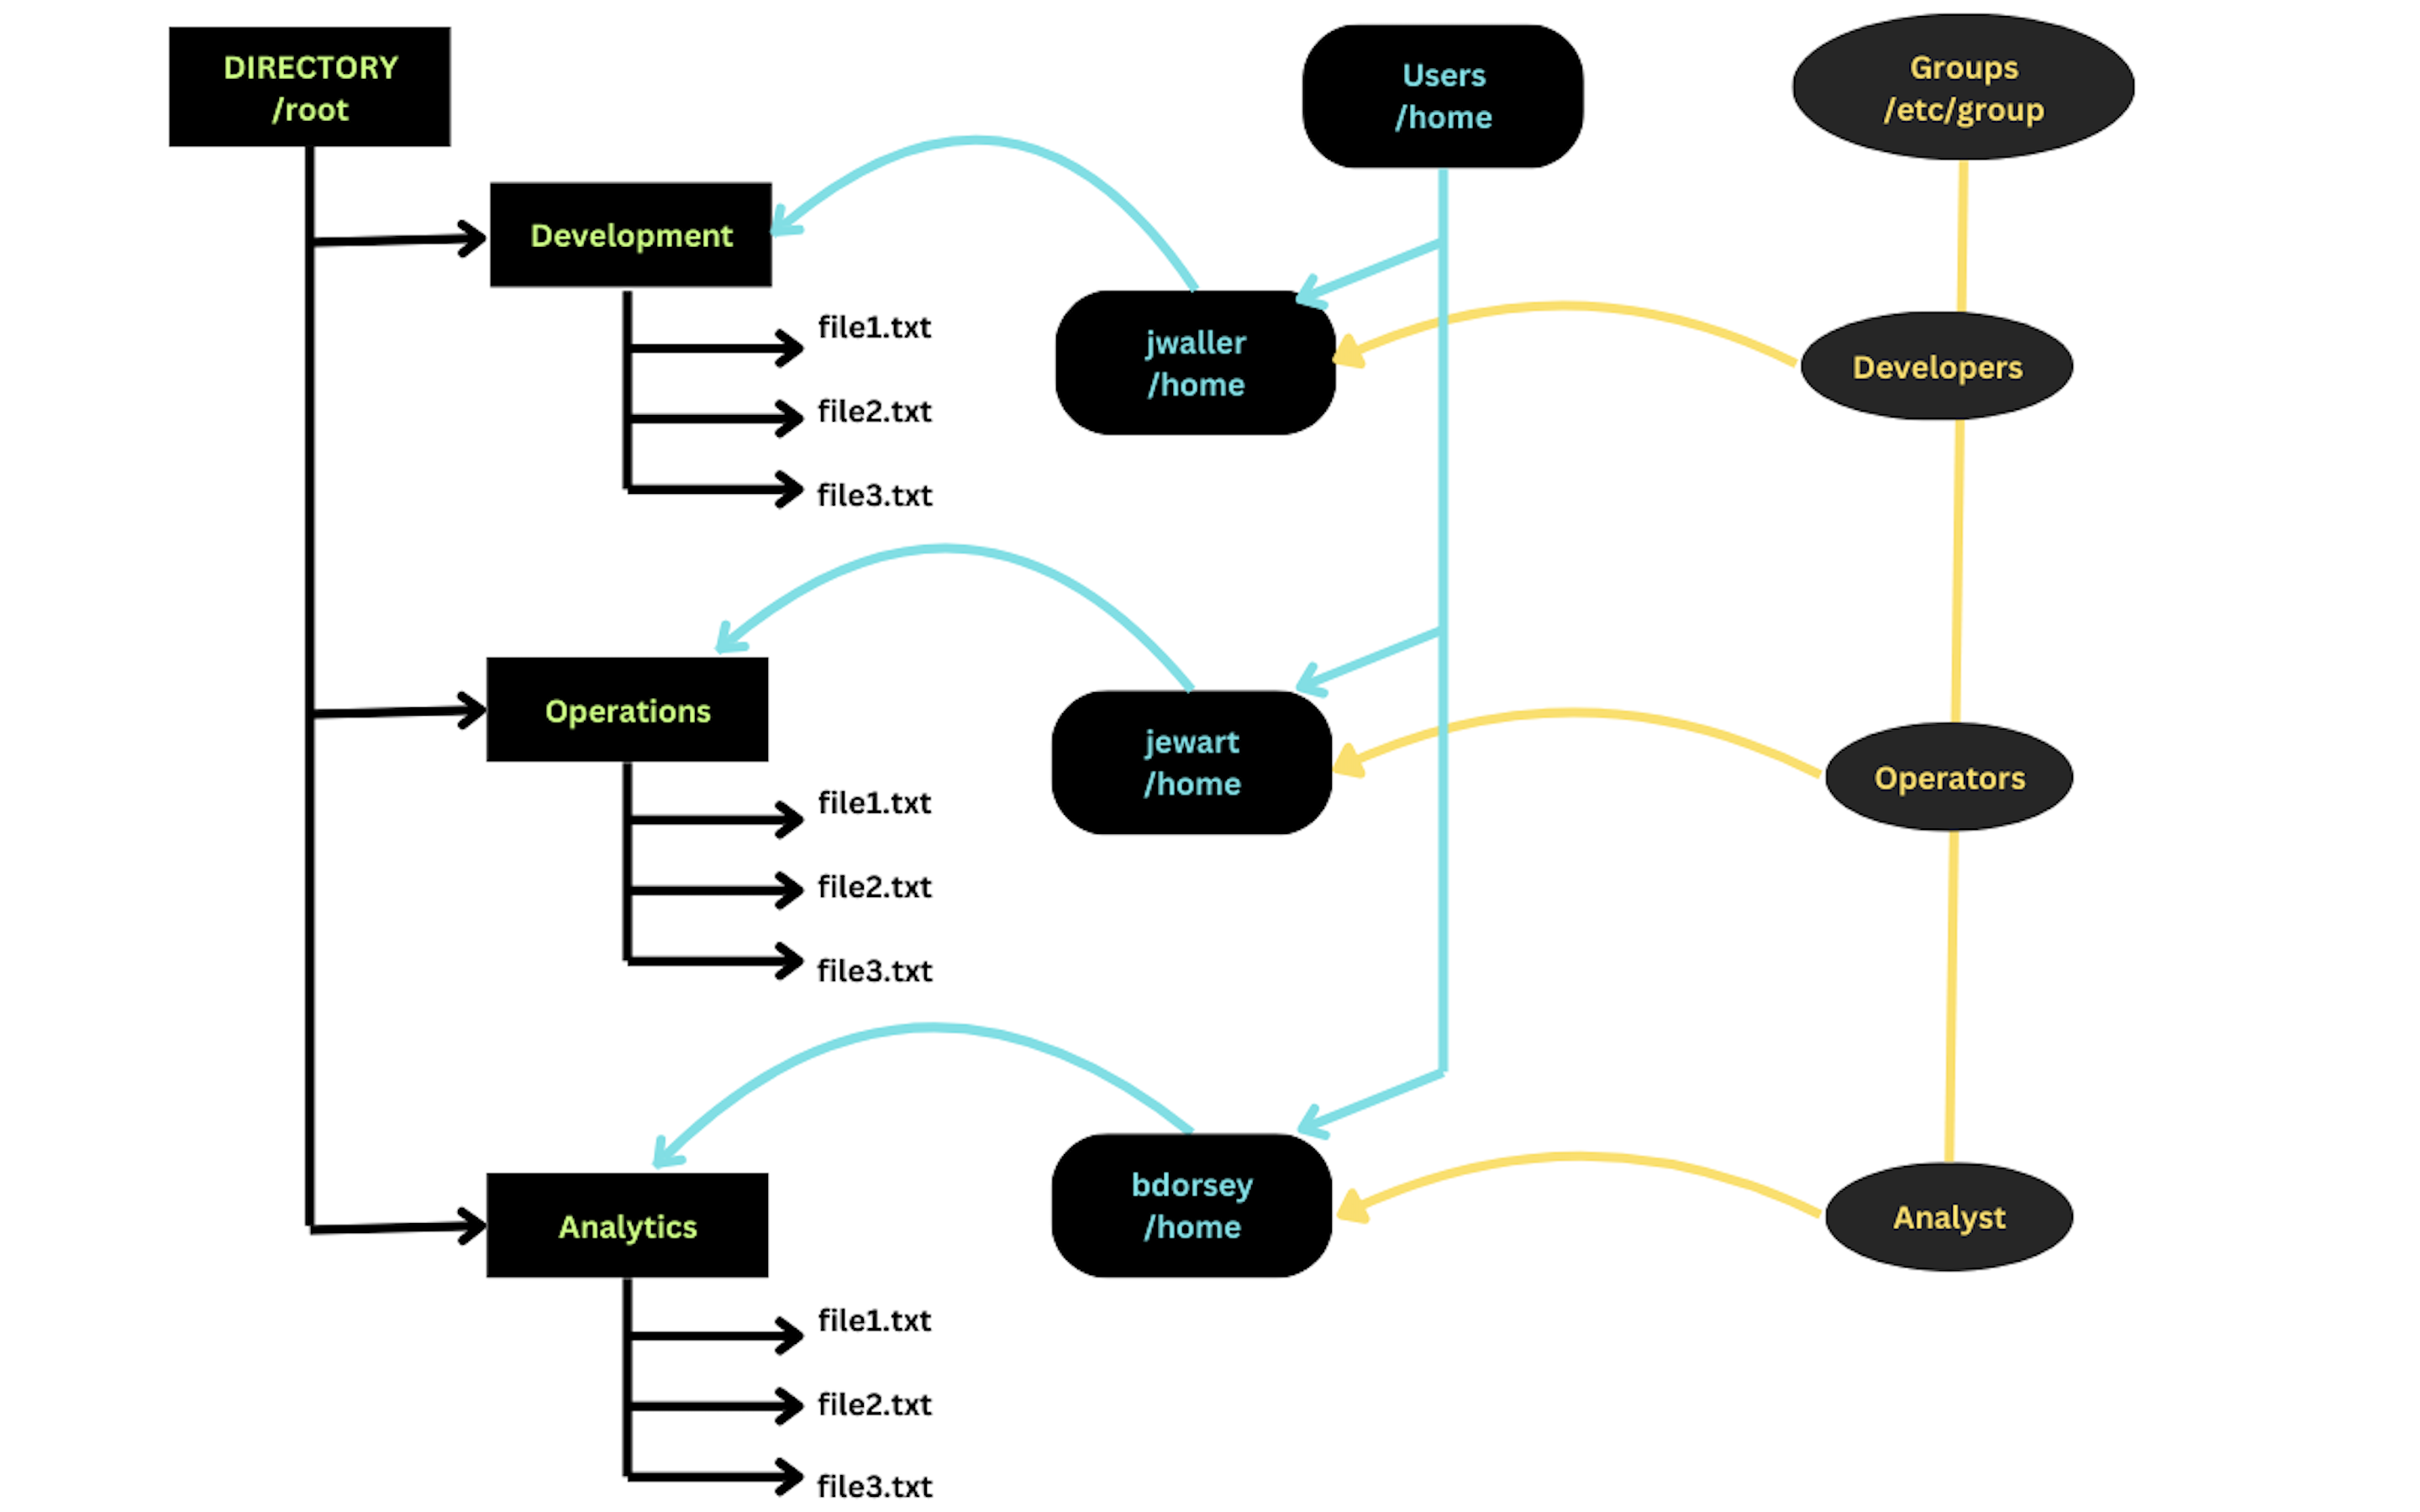 DIRECTORY
/root
Users
/home
Groups
/etc/group
Development
file1.txt
file2.txt
file3.txt
jwaller
/home
Developers
Operations
file1.txt
file2.txt
file3.txt
jewart
/home
Operators
Analytics
file1.txt
file2.txt
file3.txt
bdorsey
/home
Analyst